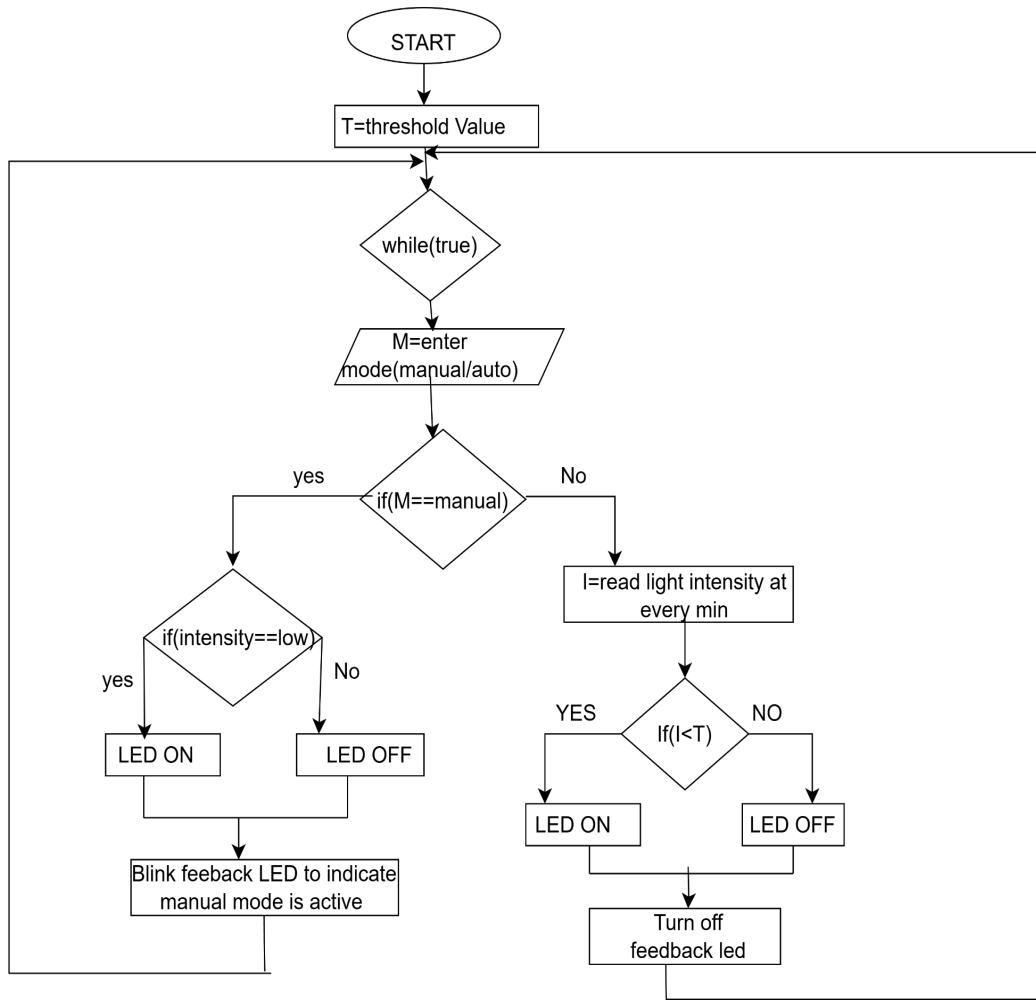 START
T=threshold Value
while(true)
M=enter
mode(manual/auto)
yes
if(M==manual)
No
I=read light intensity at
every min
if(intensity==low)
yes
No
YES
If(I<T)
NO
LED ON
LED OFF
LED ON
LED OFF
Blink feeback LED to indicate
manual mode is active
Turn off
feedback led